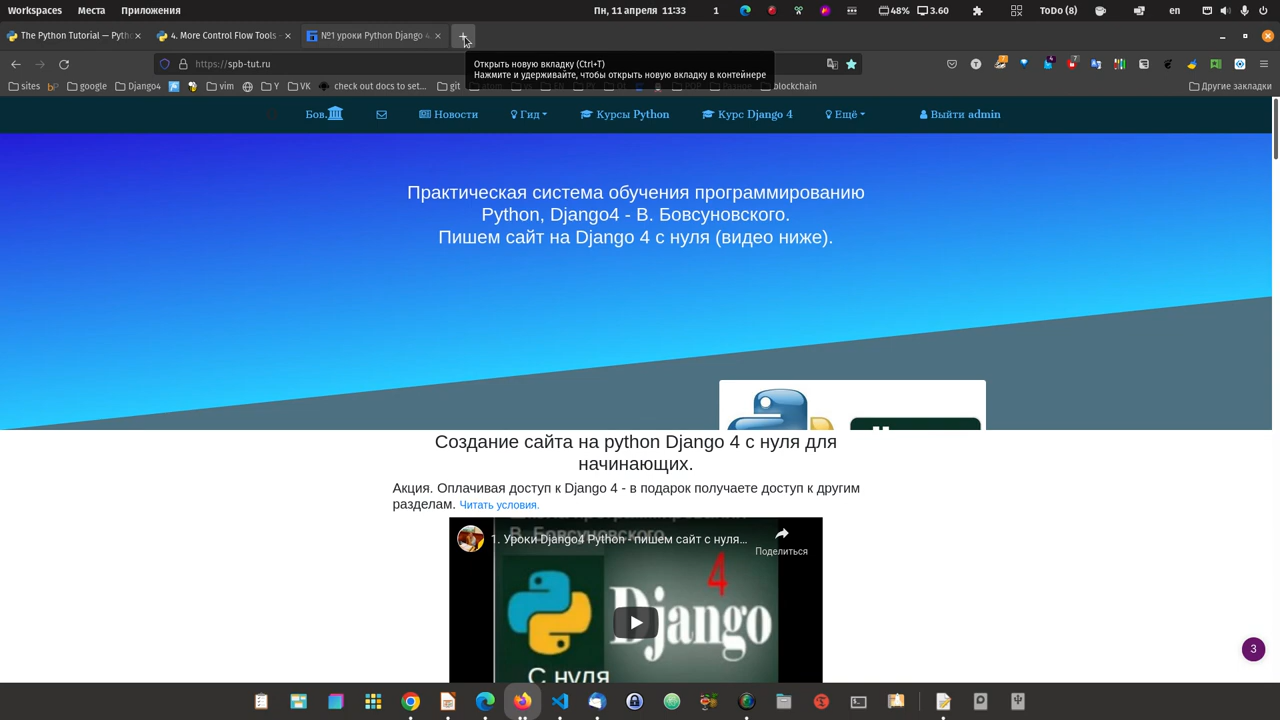 Workspaces Места Приложения Пн, 11 апреля 11:33 1 48% 3.60 ToDo (8) en
The Python Tutorial — Pyth 4. More Control Flow Tools - №1 уроки Python Django 4
Открыть новую вкладку (Ctrl+T)
https://spb-tut.ru
Нажмите и удерживайте, чтобы открыть новую вкладку в контейнере
sites google Django4 vim Y VK check out docs to set... git blockchain Другие закладки
Бов. Новости Гид Курсы Python Курс Django 4 Ещё Выйти admin
Практическая система обучения программированию
Python, Django4 - В. Бовсуновского.
Пишем сайт на Django 4 с нуля (видео ниже).
Создание сайта на python Django 4 с нуля для
начинающих.
Акция. Оплачивая доступ к Django 4 - в подарок получаете доступ к другим
разделам. Читать условия.
В. Бовсуновского
1. Уроки Django4 Python - пишем сайт с нуля...
Поделиться
4
Django
С нуля
3